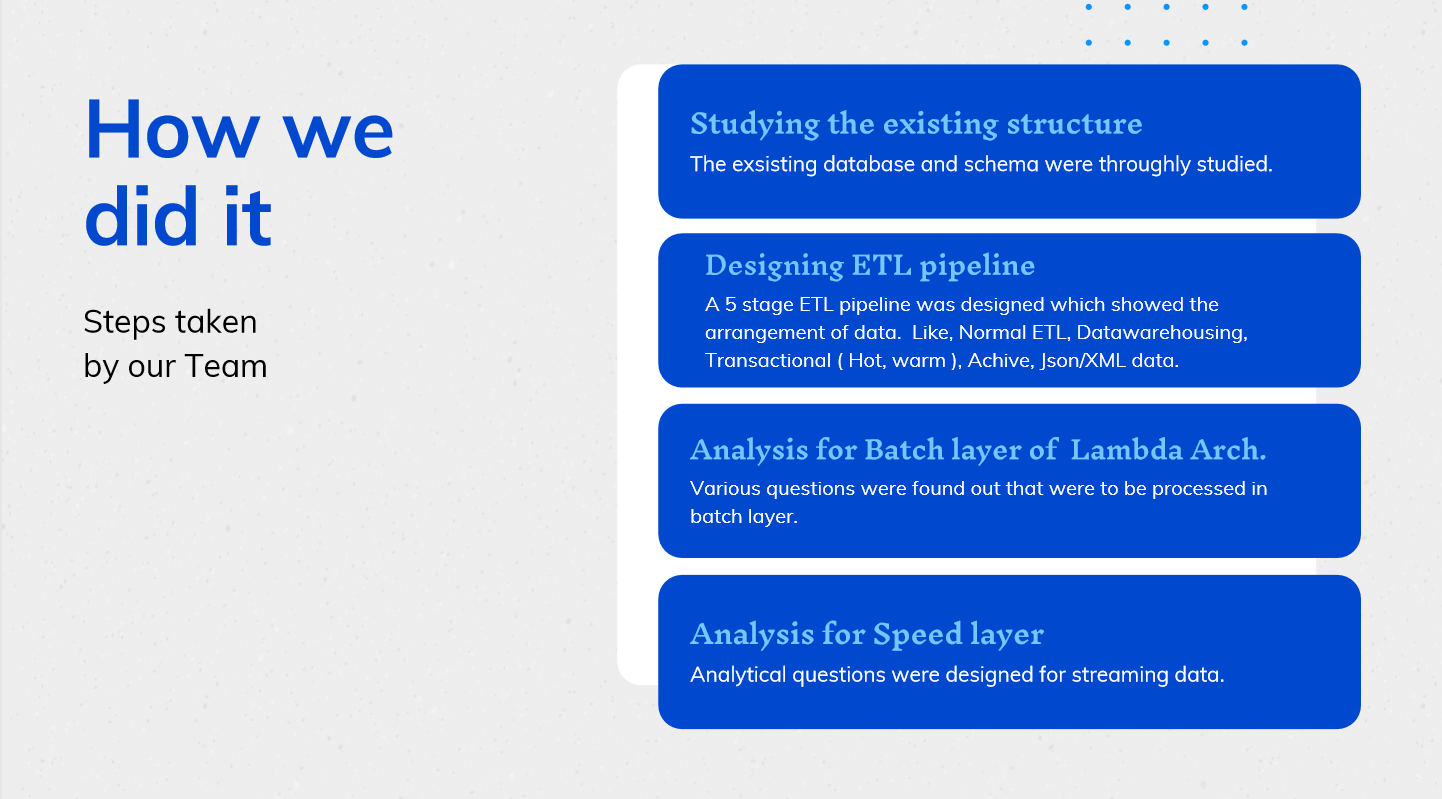 How we
did it
Steps taken
by our Team
Studying the existing structure
The exsisting database and schema were throughly studied.
Designing ETL pipeline
A 5 stage ETL pipeline was designed which showed the
arrangement of data.  Like, Normal ETL, Datawarehousing,
Transactional ( Hot, warm ), Achive, Json/XML data.
Analysis for Batch layer of  Lambda Arch.
Various questions were found out that were to be processed in
batch layer.
Analysis for Speed layer
Analytical questions were designed for streaming data.